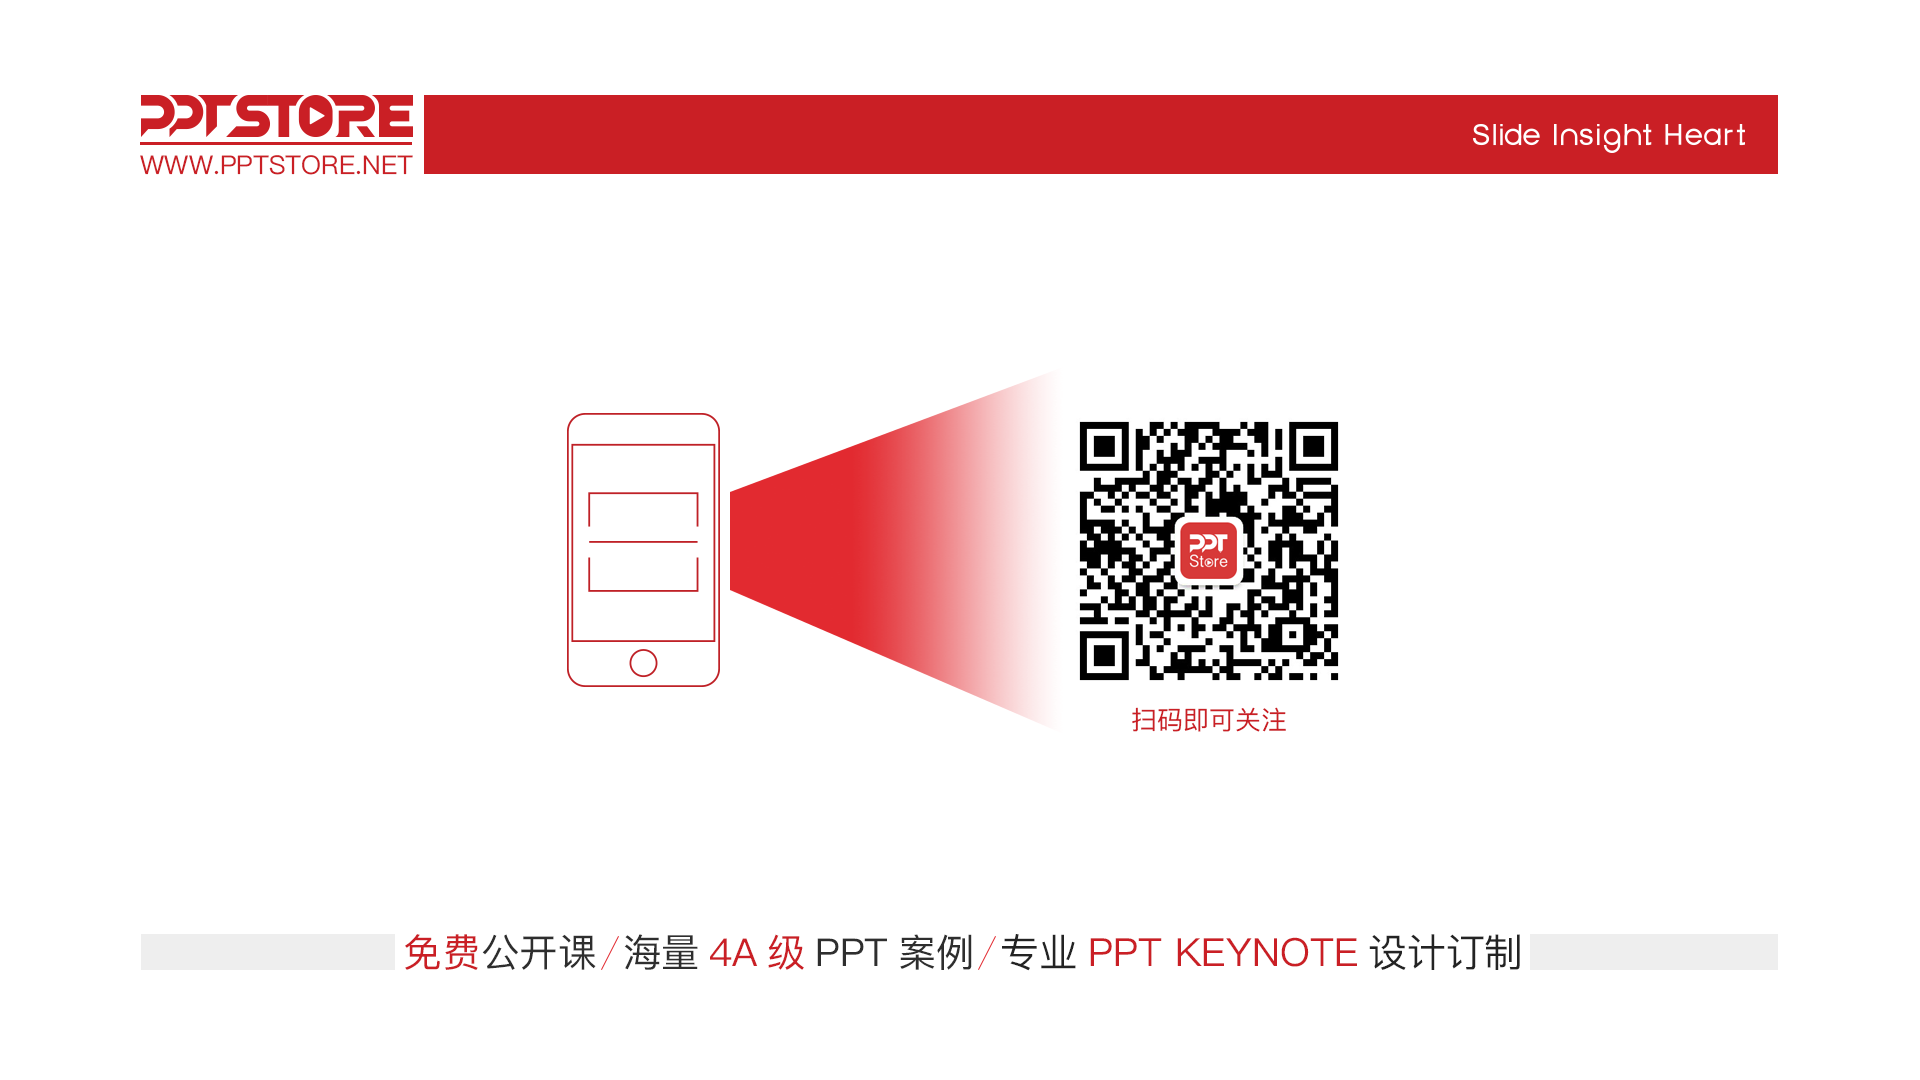 PPTSTORE
WWW.PPTSTORE.NET
Slide Insight Heart
PPT
Store
扫码即可关注
免费公开课/海量 4A 级 PPT 案例/专业 PPT KEYNOTE 设计订制